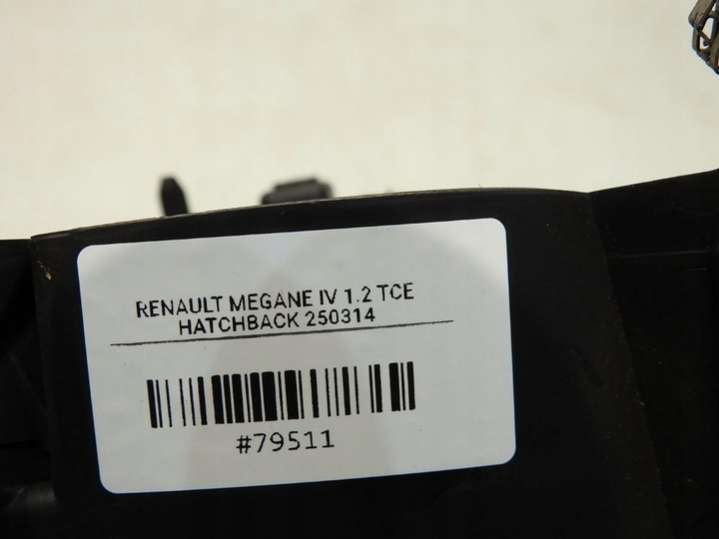 RENAULT MEGANE IV 1.2 TCE
HATCHBACK 250314
#79511